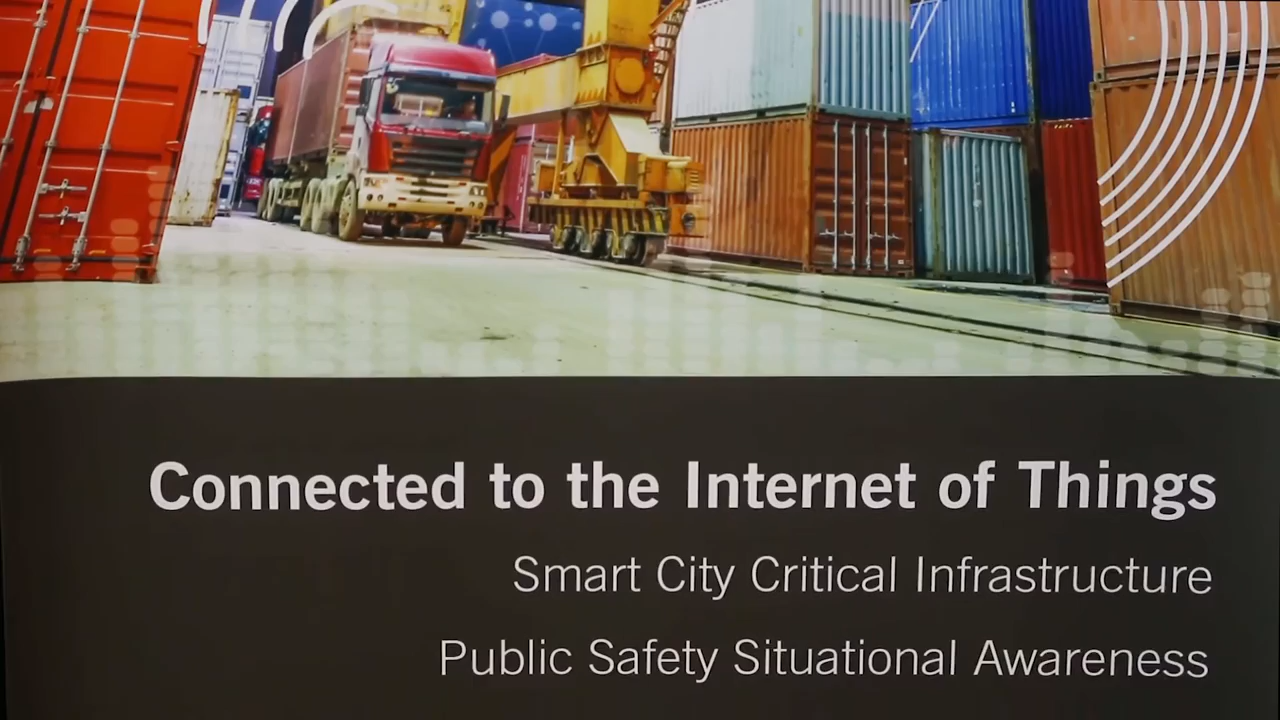 Connected to the Internet of Things
Smart City Critical Infrastructure
Public Safety Situational Awareness